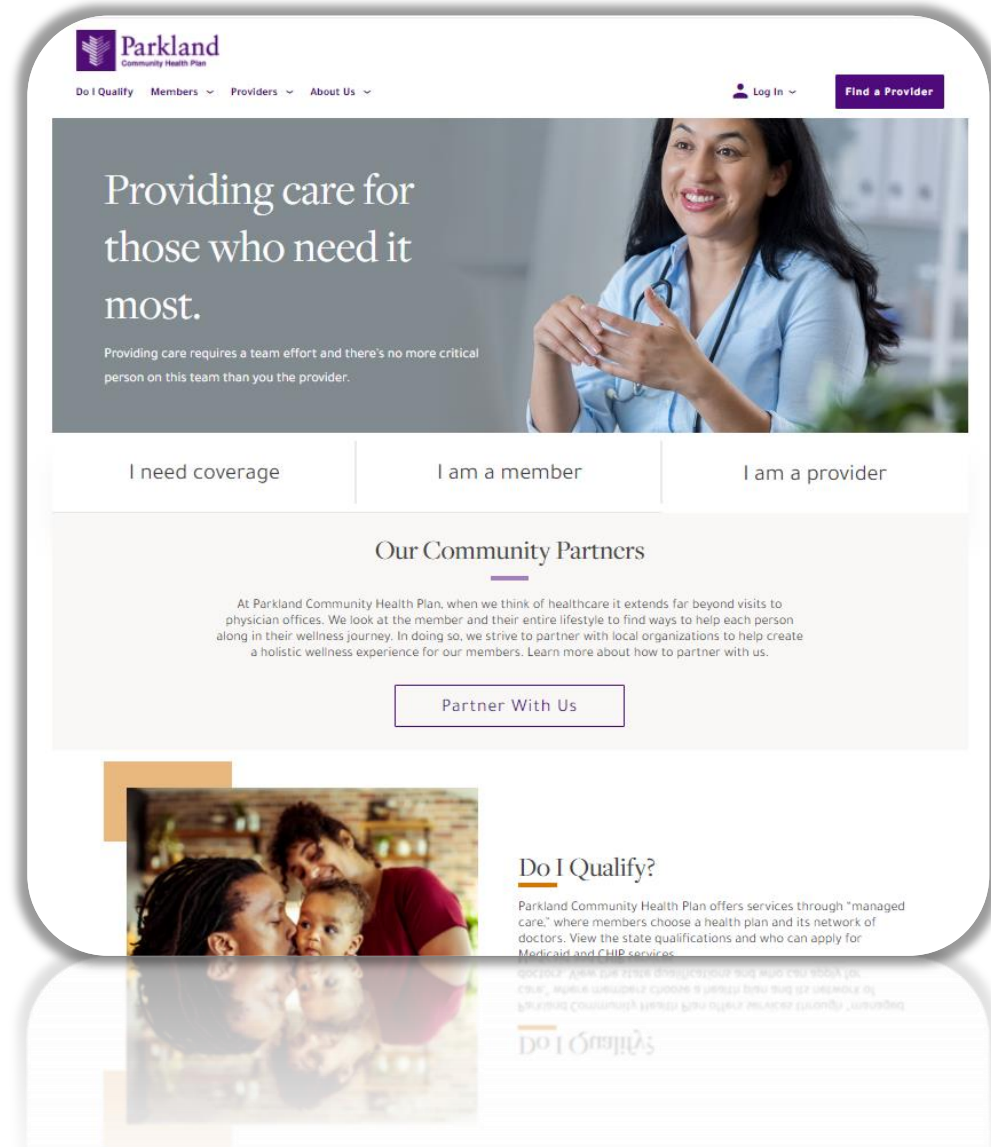 Parkland
Community Health Plan
Do I Qualify Members Providers About Us Log In Find a Provider
Providing care for
those who need it
most.
Providing care requires a team effort and there's no more critical
person on this team than you the provider.
I need coverage I am a member I am a provider
Our Community Partners
At Parkland Community Health Plan, when we think of healthcare it extends far beyond visits to
physician offices. We look at the member and their entire lifestyle to find ways to help each person
along in their wellness journey. In doing so, we strive to partner with local organizations to help create
a holistic wellness experience for our members. Learn more about how to partner with us.
Partner With Us
Do I Qualify?
Parkland Community Health Plan offers services through "managed
care," where members choose a health plan and its network of
doctors. View the state qualifications and who can apply for
Medicaid and CHIP services